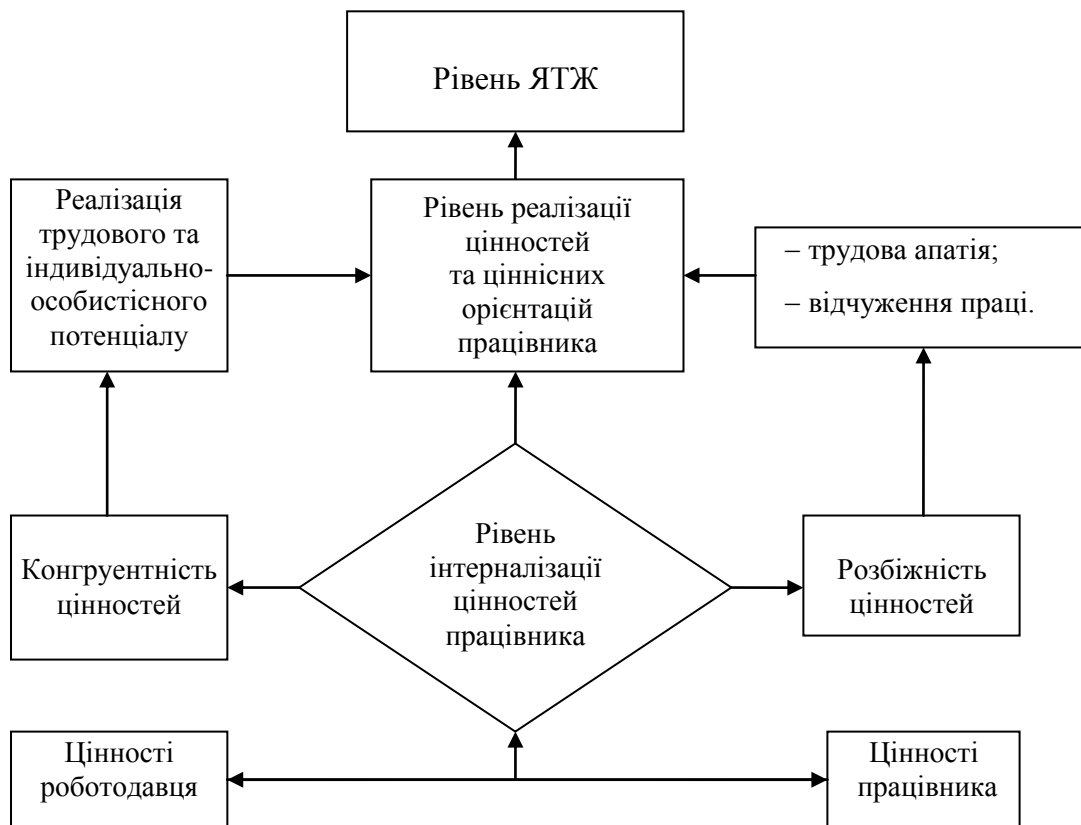 Рівень ЯТЖ
Реалізація
трудового та
індивідуально-
особистісного
потенціалу
Рівень реалізації
цінностей
та ціннісних
орієнтацій
працівника
– трудова апатія;
– відчуження праці.
Конгруентність
цінностей
Рівень
інтерналізації
цінностей
працівника
Розбіжність
цінностей
Цінності
роботодавця
Цінності
працівника